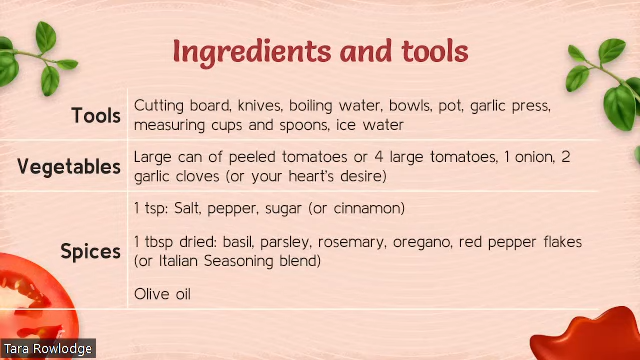 Ingredients and tools
Tools
Cutting board, knives, boiling water, bowls, pot, garlic press,
measuring cups and spoons, ice water
Vegetables
Large can of peeled tomatoes or 4 large tomatoes, 1 onion, 2
garlic cloves (or your heart's desire)
Spices
1 tsp: Salt, pepper, sugar (or cinnamon)
1 tbsp dried: basil, parsley, rosemary, oregano, red pepper flakes
(or Italian Seasoning blend)
Olive oil
Tara Rowlodge